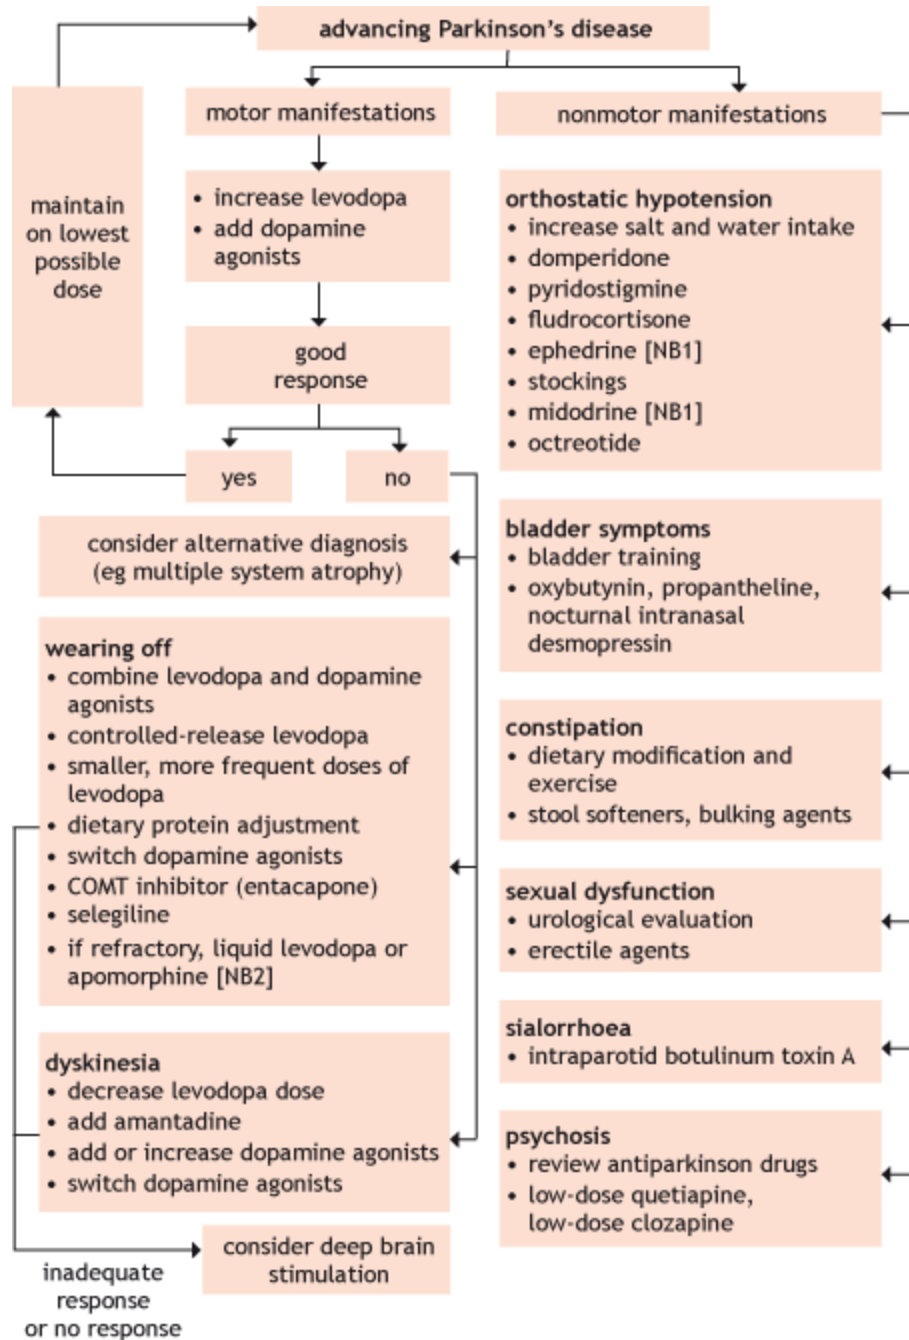 advancing Parkinson's disease
motor manifestations
nonmotor manifestations
maintain
on lowest
possible
dose
• increase levodopa
• add dopamine
agonists
good
response
yes
no
consider alternative diagnosis
(eg multiple system atrophy)
wearing off
• combine levodopa and dopamine
agonists
• controlled-release levodopa
• smaller, more frequent doses of
levodopa
• dietary protein adjustment
• switch dopamine agonists
• COMT inhibitor (entacapone)
• selegiline
• if refractory, liquid levodopa or
apomorphine [NB2]
dyskinesia
• decrease levodopa dose
• add amantadine
• add or increase dopamine agonists
• switch dopamine agonists
consider deep brain
stimulation
inadequate
response
or no response
orthostatic hypotension
• increase salt and water intake
• domperidone
• pyridostigmine
• fludrocortisone
• ephedrine [NB1]
• stockings
• midodrine [NB1]
• octreotide
bladder symptoms
• bladder training
• oxybutynin, propantheline,
nocturnal intranasal
desmopressin
constipation
• dietary modification and
exercise
• stool softeners, bulking agents
sexual dysfunction
• urological evaluation
• erectile agents
sialorrhoea
• intraparotid botulinum toxin A
psychosis
• review antiparkinson drugs
• low-dose quetiapine,
low-dose clozapine